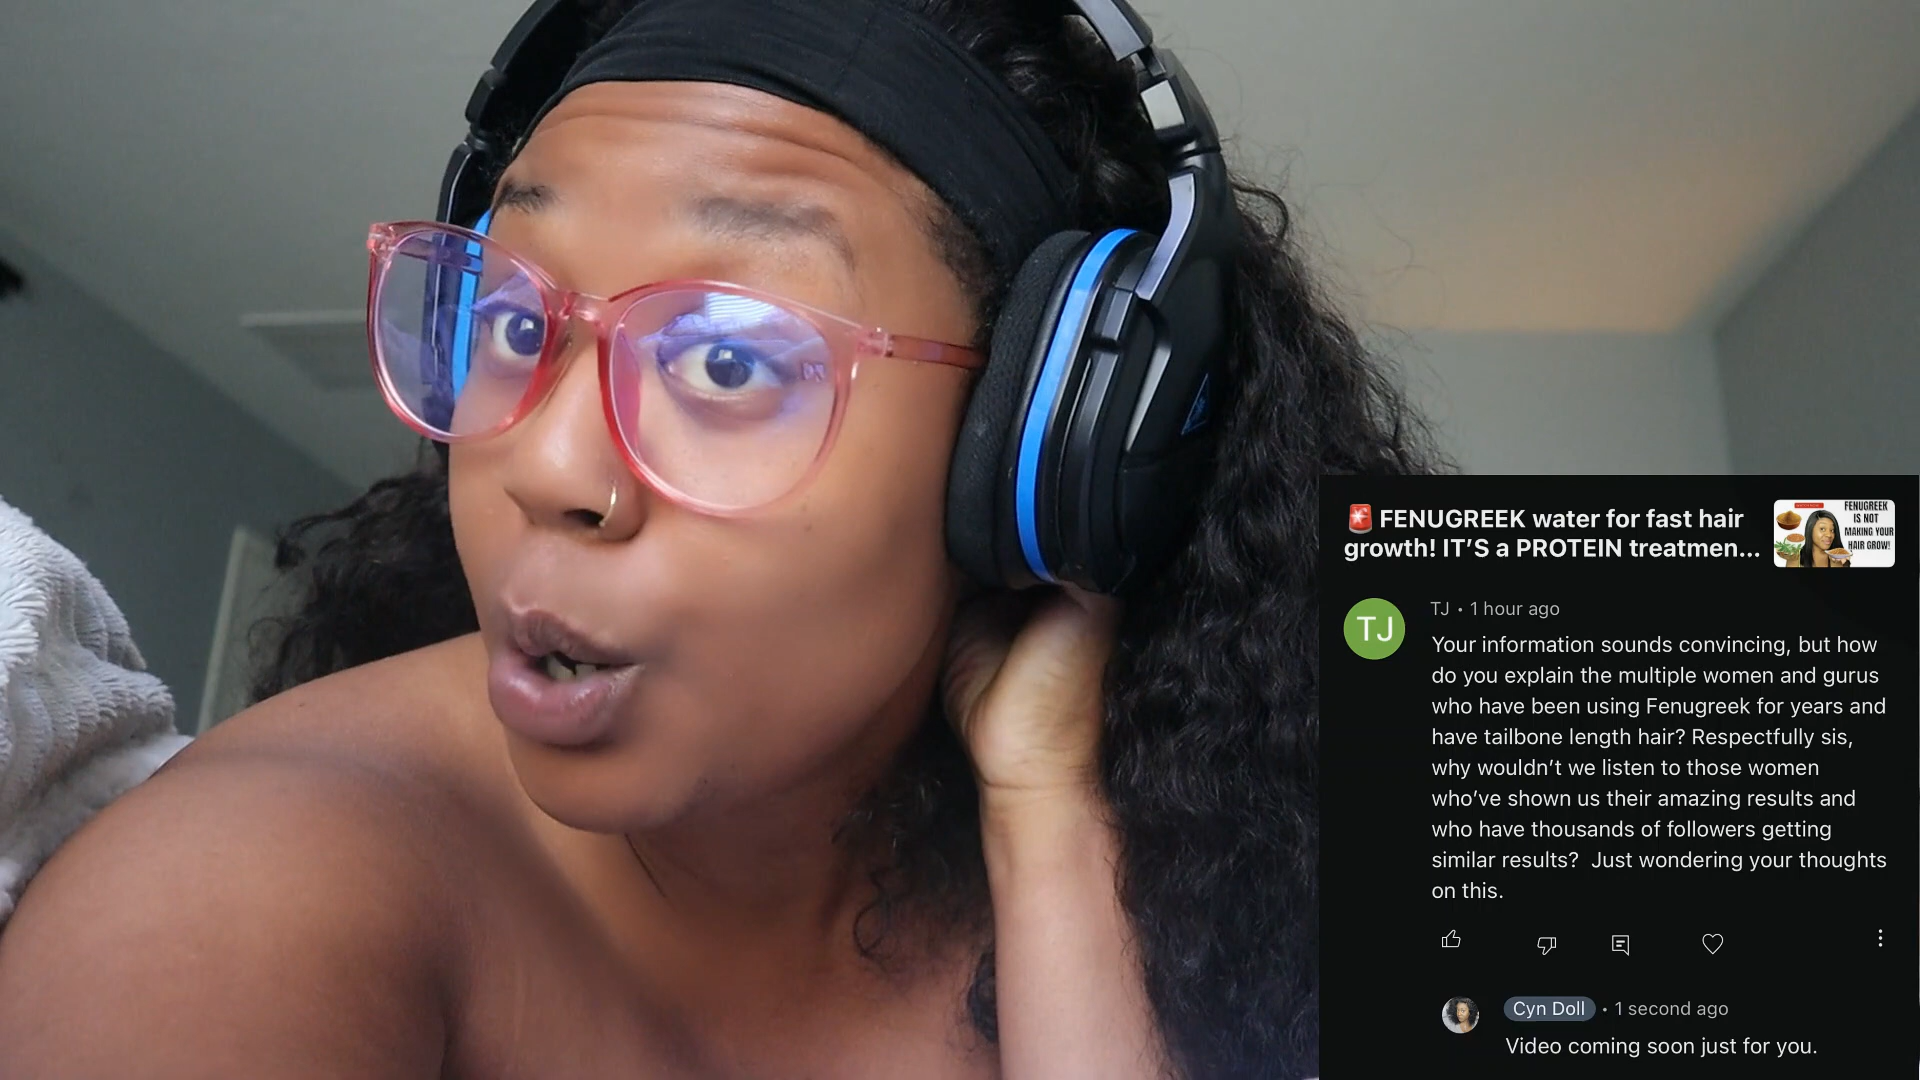 🚨 FENUGREEK water for fast hair
growth! IT’S a PROTEIN treatmen...
FENUGREEK
IS NOT
MAKING YOUR
HAIR GROW!
TJ • 1 hour ago
TJ
Your information sounds convincing, but how
do you explain the multiple women and gurus
who have been using Fenugreek for years and
have tailbone length hair? Respectfully sis,
why wouldn’t we listen to those women
who’ve shown us their amazing results and
who have thousands of followers getting
similar results?  Just wondering your thoughts
on this.
Cyn Doll • 1 second ago
Video coming soon just for you.